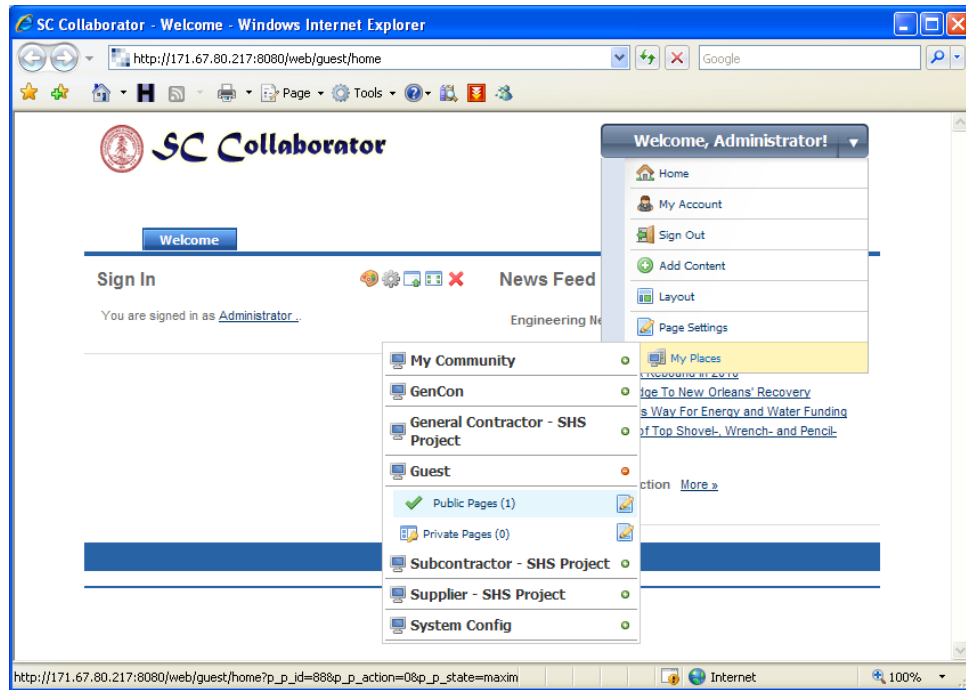 SC Collaborator - Welcome - Windows Internet Explorer
http://171.67.80.217:8080/web/guest/home
Google
Page
Tools
SC Collaborator
Welcome, Administrator!
Home
My Account
Sign Out
Add Content
Layout
Page Settings
My Places
Welcome
Sign In
News Feed
You are signed in as Administrator ..
Engineering Ne
My Community
GenCon
General Contractor - SHS
Project
Guest
Public Pages (1)
Private Pages (0)
Subcontractor - SHS Project
Supplier - SHS Project
System Config
Rebound in 2010
dge To New Orleans' Recovery
s Way For Energy and Water Funding
of Top Shovel-, Wrench- and Pencil-
ction More »
http://171.67.80.217:8080/web/guest/home?p_p_id=88&p_p_action=0&p_p_state=maxim
Internet
100%